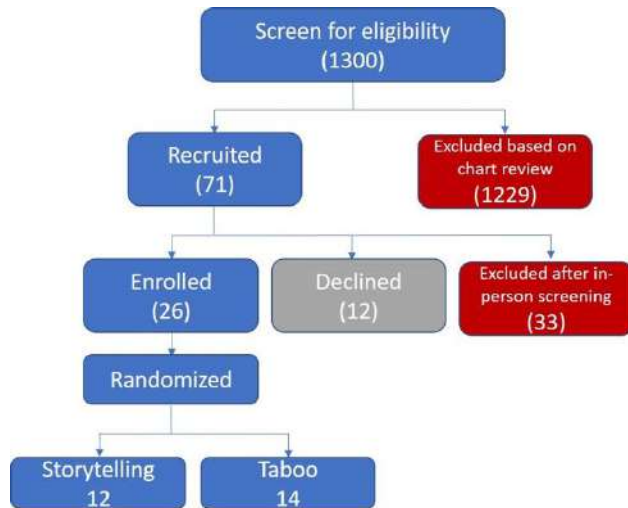 Screen for eligibility
(1300)
Recruited
(71)
Excluded based on
chart review
(1229)
Enrolled
(26)
Declined
(12)
Excluded after in-
person screening
(33)
Randomized
Storytelling
12
Taboo
14